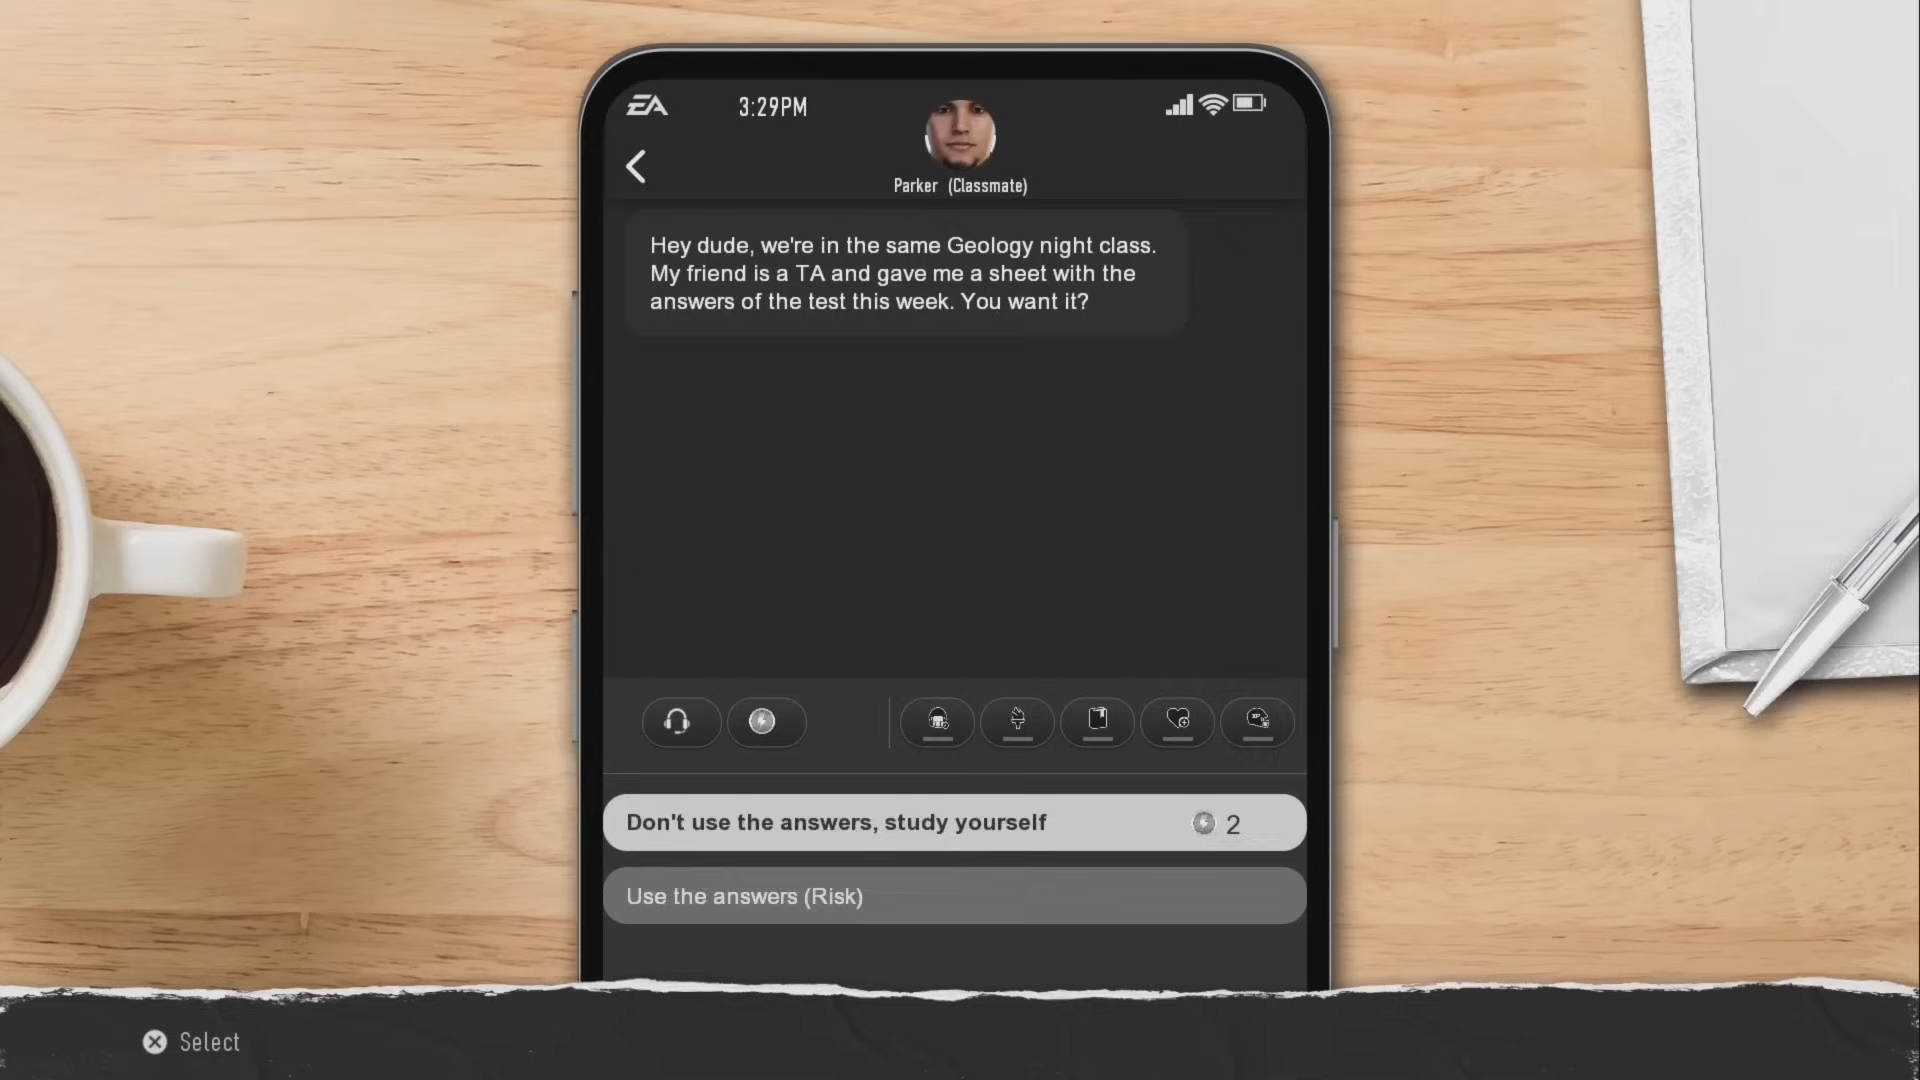 EA
3:29PM
Parker (Classmate)
Hey dude, we're in the same Geology night class.
My friend is a TA and gave me a sheet with the
answers of the test this week. You want it?
Don't use the answers, study yourself 2
Use the answers (Risk)
Select